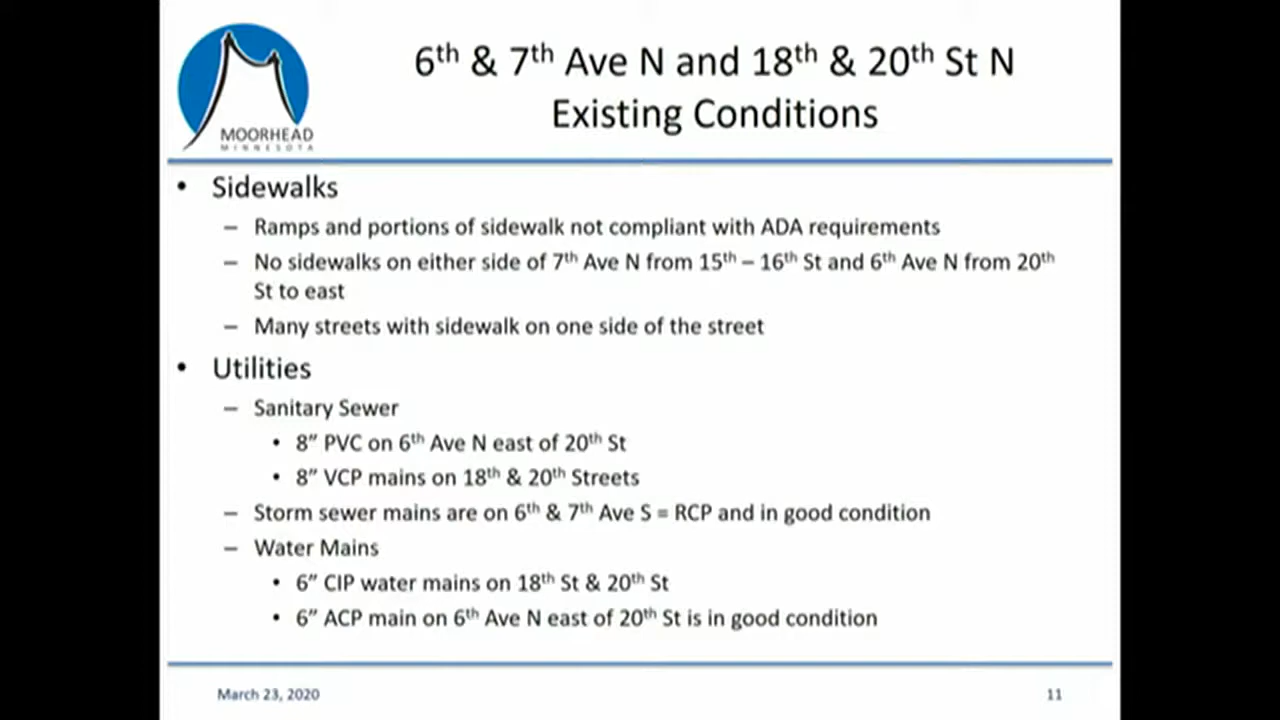 MOORHEAD
MINNESOTA
6th & 7th Ave N and 18th & 20th St N
Existing Conditions
• Sidewalks
– Ramps and portions of sidewalk not compliant with ADA requirements
– No sidewalks on either side of 7th Ave N from 15th – 16th St and 6th Ave N from 20th
St to east
– Many streets with sidewalk on one side of the street
• Utilities
– Sanitary Sewer
• 8” PVC on 6th Ave N east of 20th St
• 8” VCP mains on 18th & 20th Streets
– Storm sewer mains are on 6th & 7th Ave S = RCP and in good condition
– Water Mains
• 6” CIP water mains on 18th St & 20th St
• 6” ACP main on 6th Ave N east of 20th St is in good condition
March 23, 2020
11